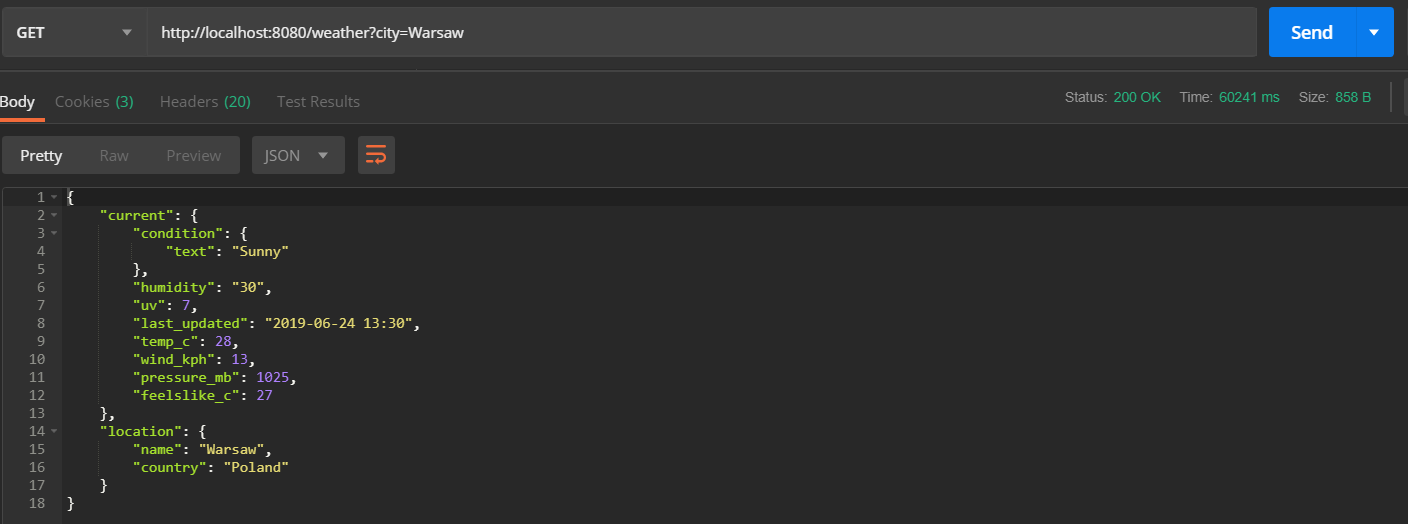 GET http://localhost:8080/weather?city=Warsaw Send
Body Cookies (3) Headers (20) Test Results Status: 200 OK Time: 60241 ms Size: 858 B
Pretty Raw Preview JSON
1 {
2 "current": {
3 "condition": {
4 "text": "Sunny"
5 },
6 "humidity": "30",
7 "uv": 7,
8 "last_updated": "2019-06-24 13:30",
9 "temp_c": 28,
10 "wind_kph": 13,
11 "pressure_mb": 1025,
12 "feelslike_c": 27
13 },
14 "location": {
15 "name": "Warsaw",
16 "country": "Poland"
17 }
18 }